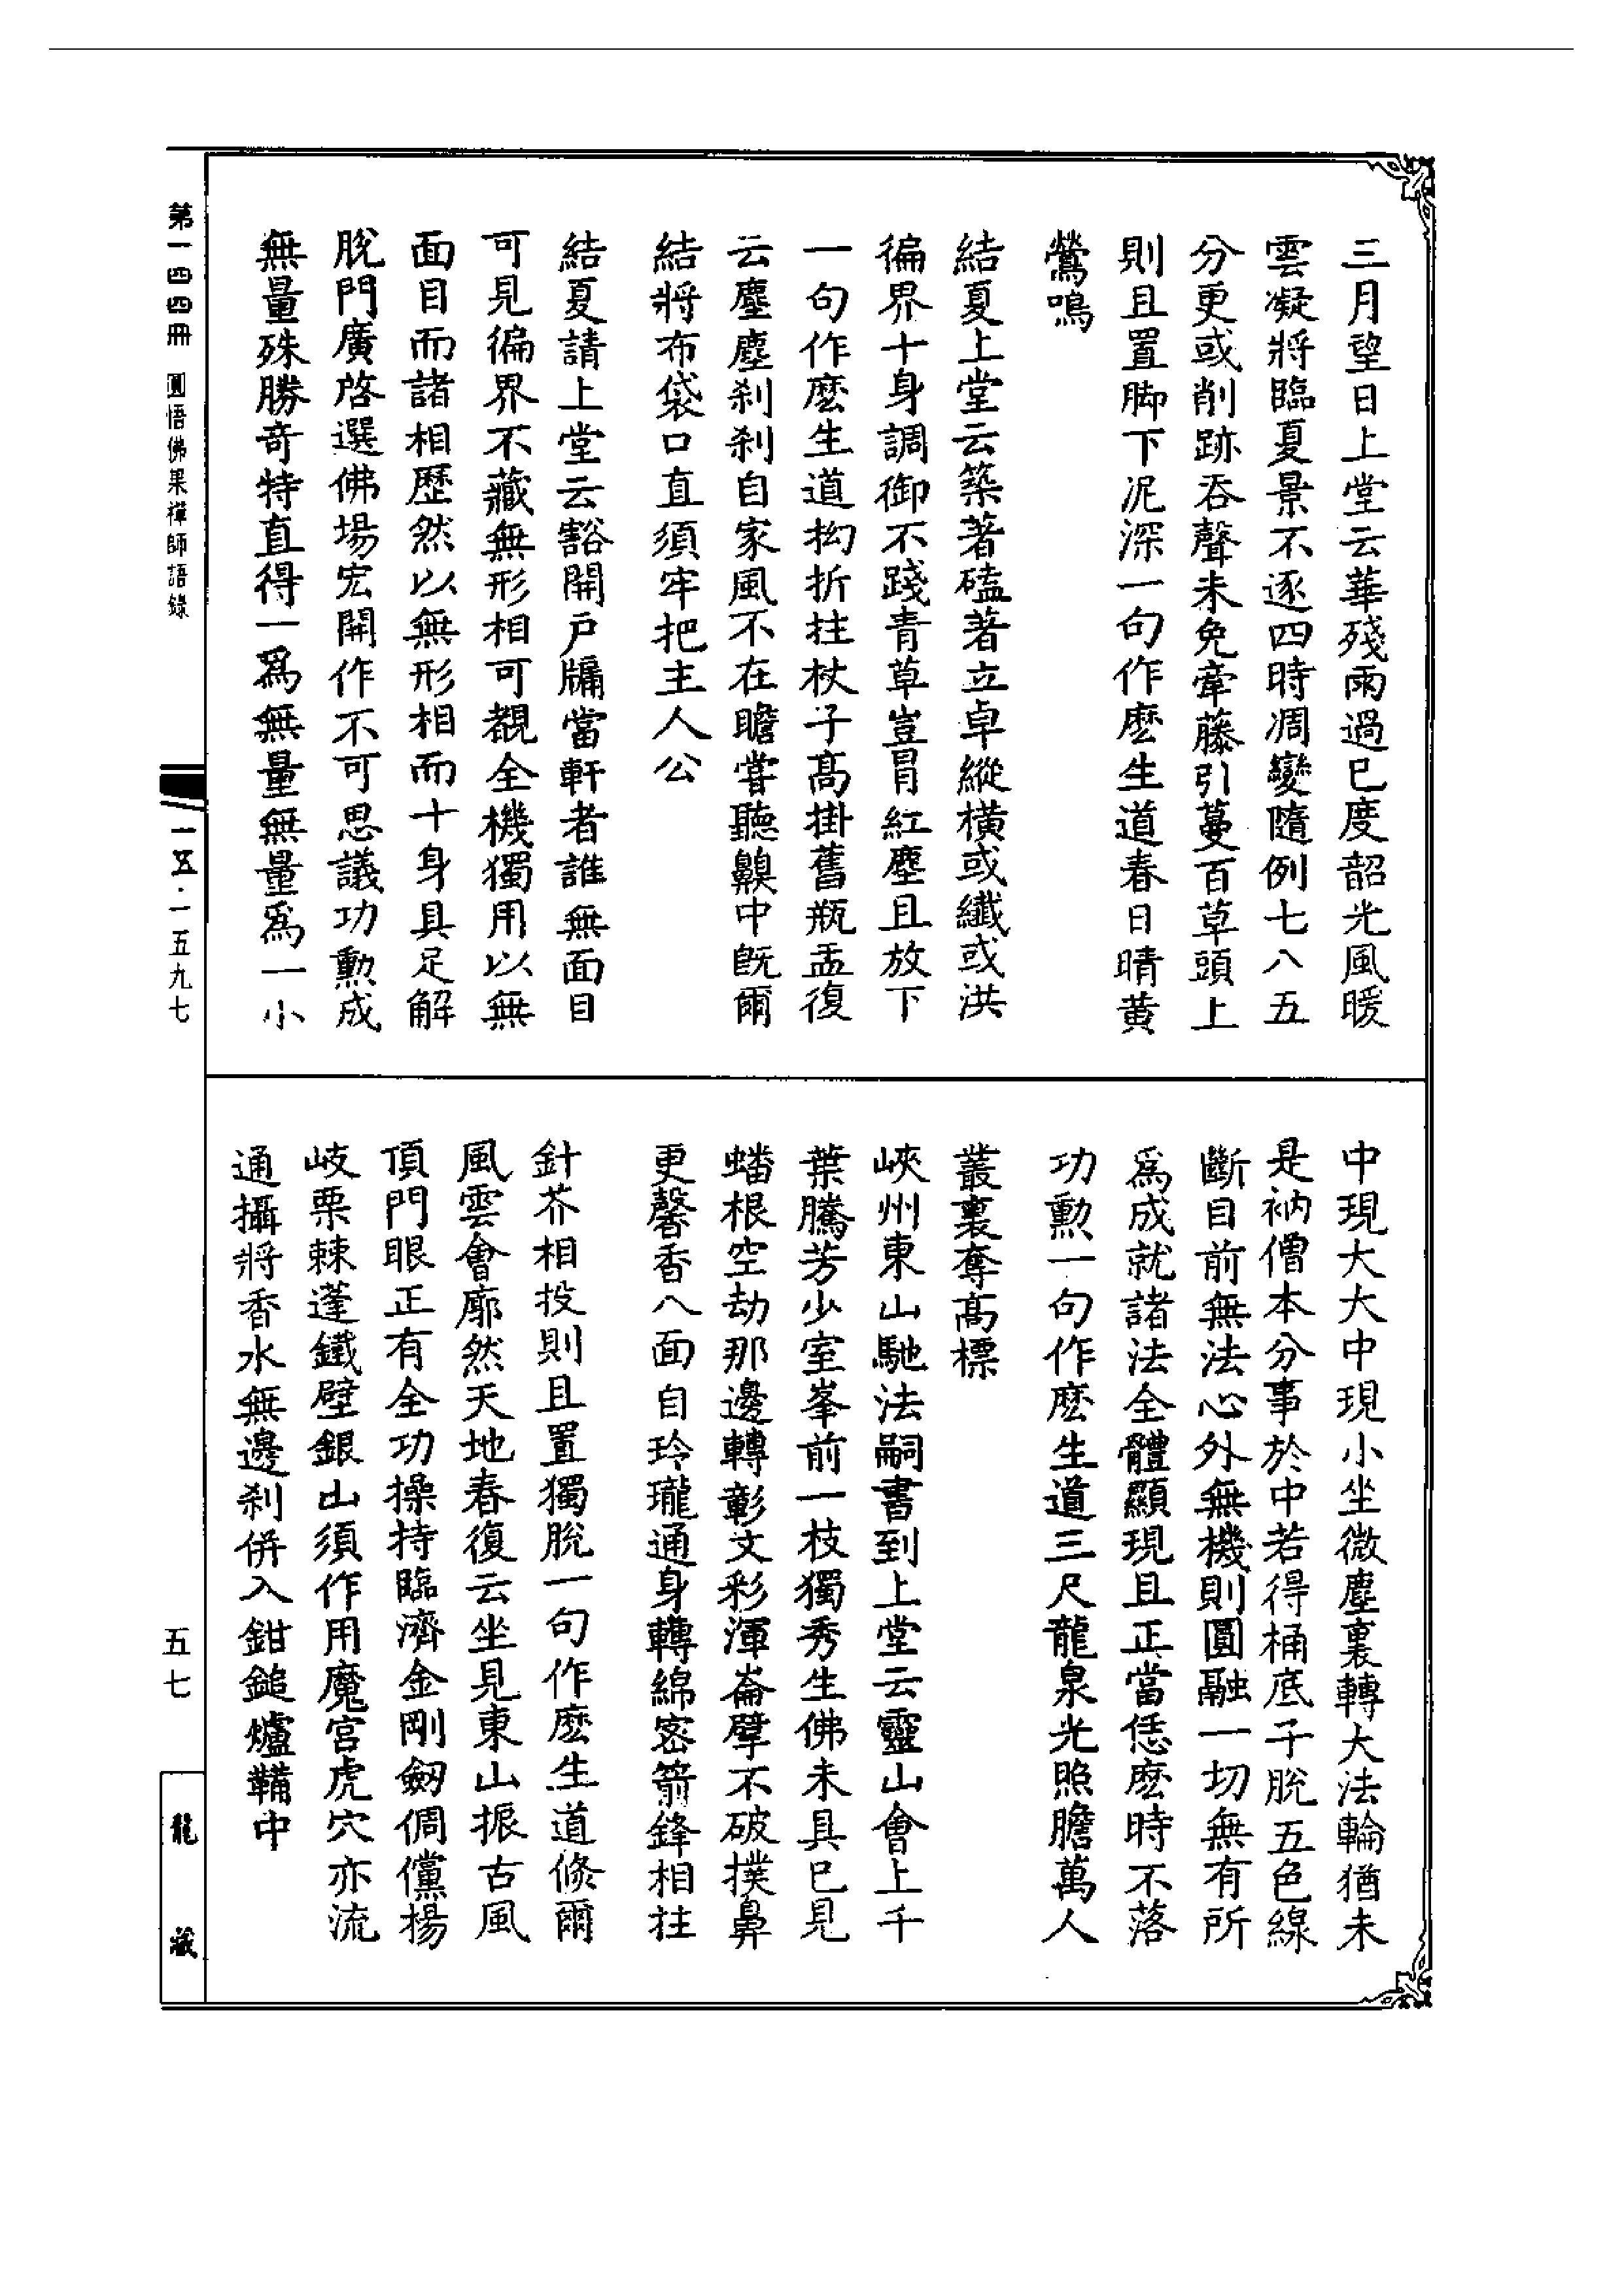 三月望日上堂云華殘雨過已度韶光風暖
雲凝將臨夏景不逐四時凋變隨例七八五
分更或削跡吞聲未免牽藤引蔓百草頭上
則且置脚下泥深一句作麽生道春日晴黄
鶯鳴
結夏上堂云築著磕著立卓縱橫或纖或洪
徧界十身調御不踐青草豈冐紅塵且放下
一句作麽生道拗折拄杖子髙掛舊瓶盂復
云塵塵刹刹自家風不在瞻甞聽齅中旣爾
結將布袋口直須牢把主人公
結夏請上堂云豁開戸牖當軒者誰無面目
可見徧界不藏無形相可覩全機獨用以無
面目而諸相歷然以無形相而十身具足解
脫門廣啓選佛場宏開作不可思議功勲成
無量殊勝奇特直得一爲無量無量爲一小
中現大大中現小坐微塵裏轉大法輪猶未
是衲僧本分事於中若得桶底子脫五色線
斷目前無法心外無機則圓融一切無有所
爲成就諸法全體顯現且正當恁麽時不落
功勲一句作麽生道三尺龍泉光照膽萬人
叢裏奪髙標
峽州東山馳法嗣書到上堂云靈山會上千
葉騰芳少室峯前一枝獨秀生佛未具已見
蟠根空劫那邊轉彰文彩渾崙擘不破撲鼻
更馨香八面自玲瓏通身轉綿密箭鋒相拄
針芥相投則且置獨脫一句作麽生道倏爾
風雲會廓然天地春復云坐見東山振古風
頂門眼正有全功操持臨濟金剛劔倜儻楊
岐栗棘蓬鐵壁銀山須作用魔宮虎穴亦流
通攝將香水無邊刹併入鉗鎚爐鞴中
第一四四冊 圓悟佛果禪師語錄
一五·一五九七
五七
龍藏